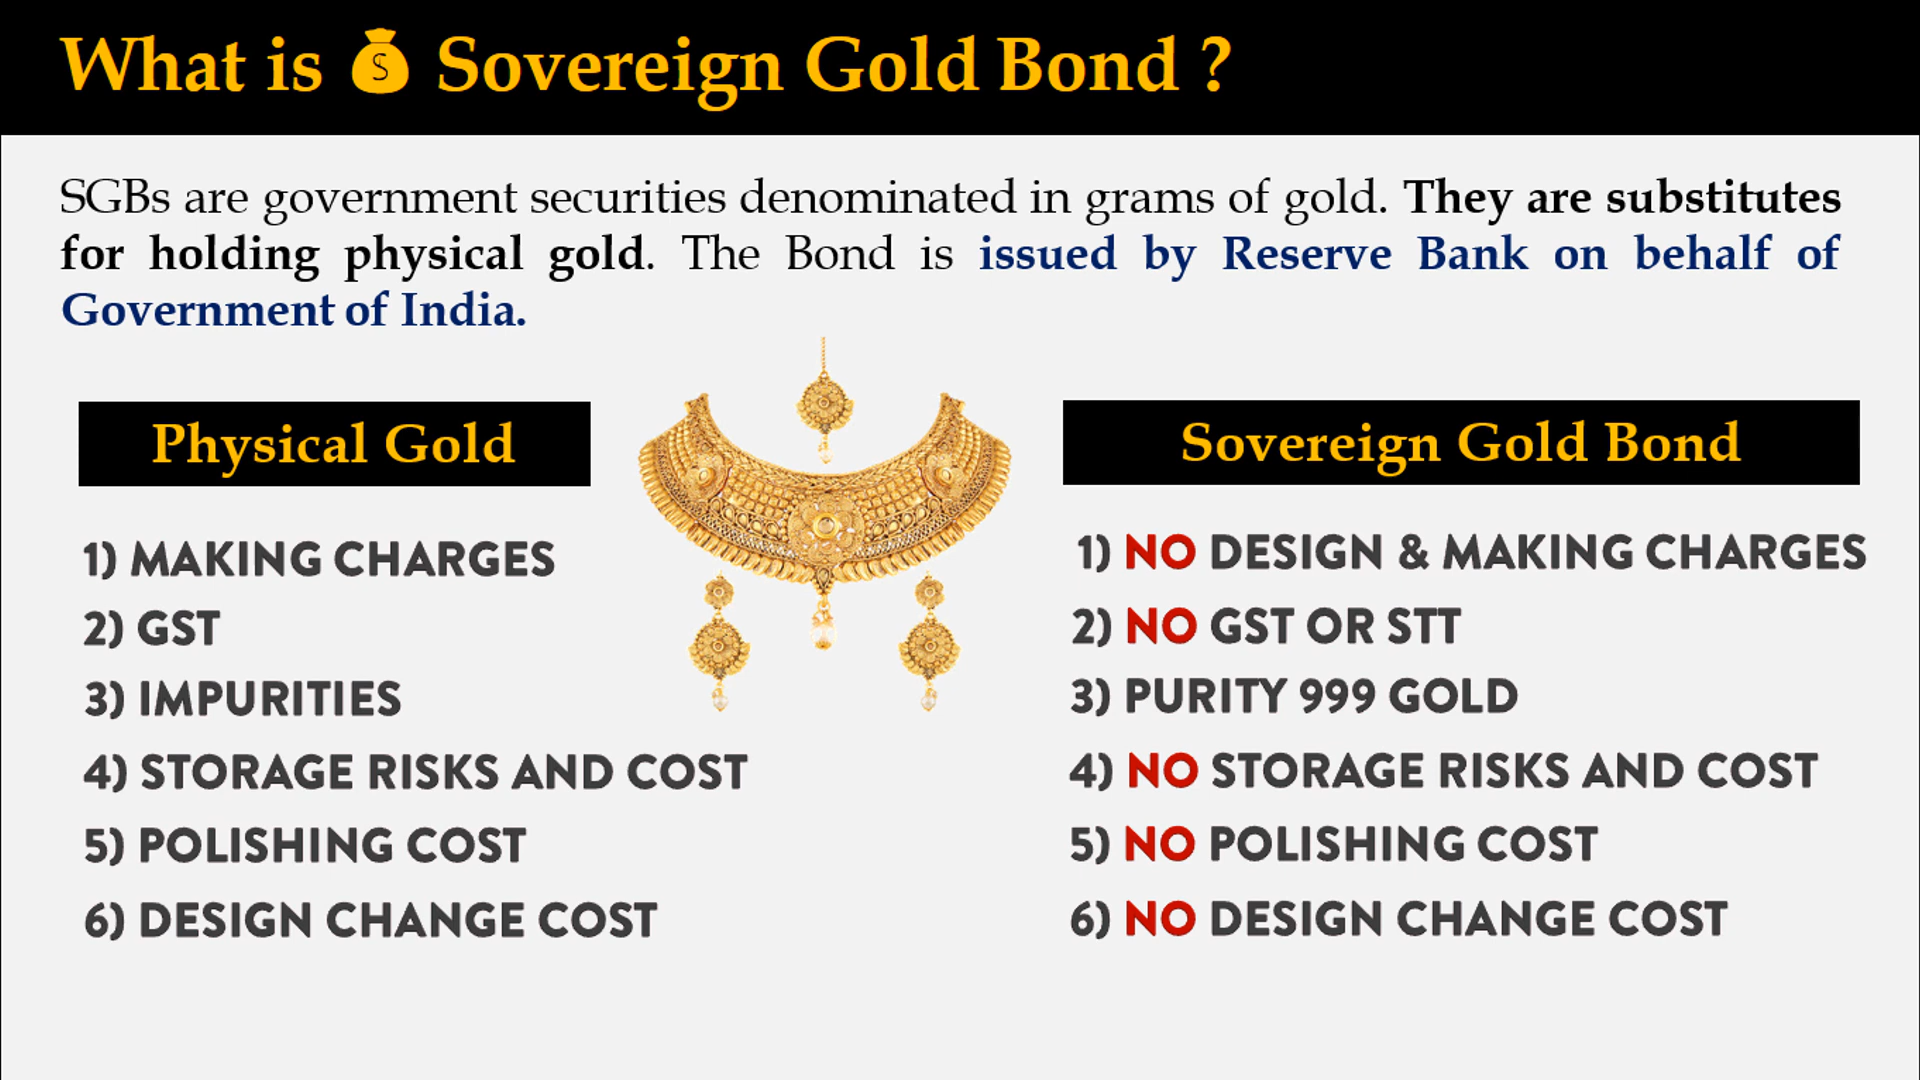 What is $ Sovereign Gold Bond ?
SGBs are government securities denominated in grams of gold. They are substitutes
for holding physical gold. The Bond is issued by Reserve Bank on behalf of
Government of India.
Physical Gold
1) MAKING CHARGES
2) GST
3) IMPURITIES
4) STORAGE RISKS AND COST
5) POLISHING COST
6) DESIGN CHANGE COST
Sovereign Gold Bond
1) NO DESIGN & MAKING CHARGES
2) NO GST OR STT
3) PURITY 999 GOLD
4) NO STORAGE RISKS AND COST
5) NO POLISHING COST
6) NO DESIGN CHANGE COST